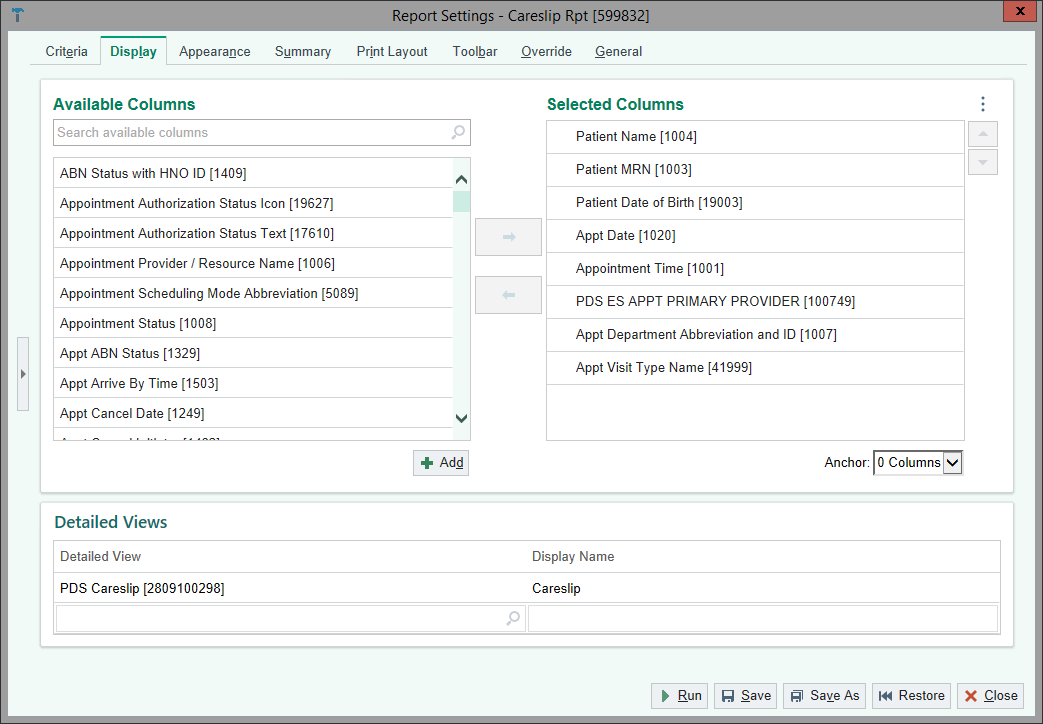 Report Settings - Careslip Rpt [599832]
x
Criteria Display Appearance Summary Print Layout Toolbar Override General
Available Columns
Search available columns
ABN Status with HNO ID [1409]
Appointment Authorization Status Icon [19627]
Appointment Authorization Status Text [17610]
Appointment Provider / Resource Name [1006]
Appointment Scheduling Mode Abbreviation [5089]
Appointment Status [1008]
Appt ABN Status [1329]
Appt Arrive By Time [1503]
Appt Cancel Date [1249]
Add
Selected Columns
Patient Name [1004]
Patient MRN [1003]
Patient Date of Birth [19003]
Appt Date [1020]
Appointment Time [1001]
PDS ES APPT PRIMARY PROVIDER [100749]
Appt Department Abbreviation and ID [1007]
Appt Visit Type Name [41999]
Anchor: 0 Columns
Detailed Views
Detailed View Display Name
PDS Careslip [2809100298] Careslip
Run Save Save As Restore Close